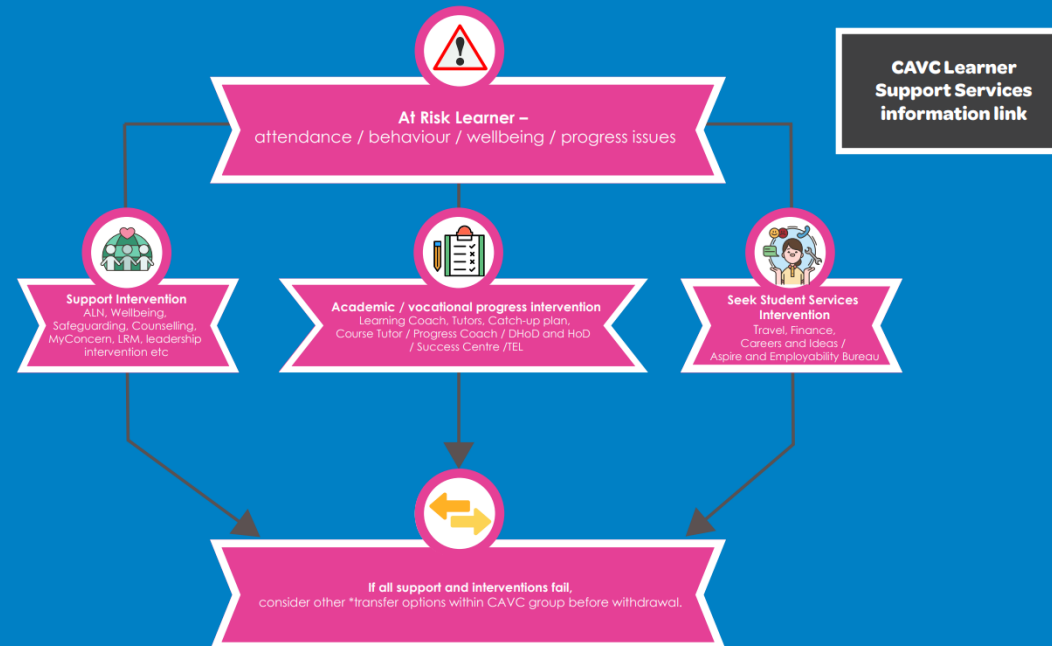 CAVC Learner
Support Services
information link
At Risk Learner –
attendance / behaviour / wellbeing / progress issues
Support Intervention
ALN, Wellbeing,
Safeguarding, Counselling,
MyConcern, LRM, leadership
intervention etc
Academic / vocational progress intervention
Learning Coach, Tutors, Catch-up plan,
Course Tutor / Progress Coach / DHoD and HoD
/ Success Centre /TEL
Seek Student Services
Intervention
Travel, Finance,
Careers and Ideas /
Aspire and Employability Bureau
If all support and interventions fail,
consider other *transfer options within CAVC group before withdrawal.